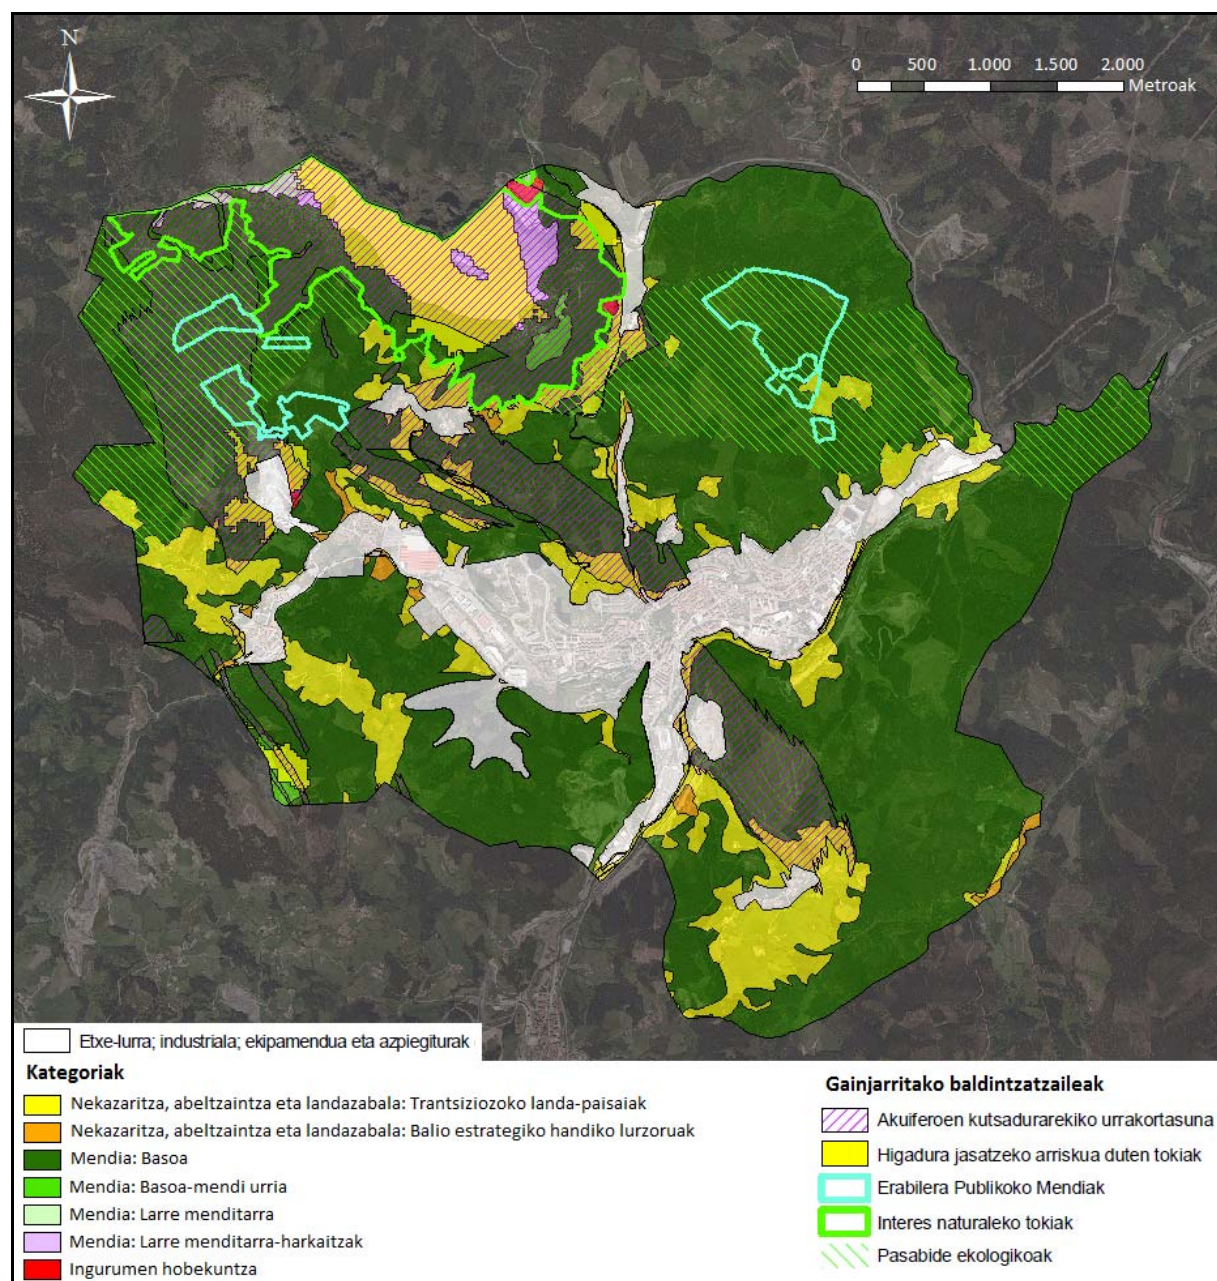 N
0 500 1.000 1.500 2.000
Metroak
Etxe-lurra; industriala; ekipamendua eta azpiegiturak
Kategoriak
Nekazaritza, abeltzaintza eta landazabala: Trantsiziozoko landa-paisaiak
Nekazaritza, abeltzaintza eta landazabala: Balio estrategiko handiko lurzoruak
Mendia: Basoa
Mendia: Basoa-mendi urria
Mendia: Larre menditarra
Mendia: Larre menditarra-harkaitzak
Ingurumen hobekuntza
Gainjarritako baldintzatzaileak
Akuiferoen kutsadurarekiko urrakortasuna
Higadura jasatzeko arriskua duten tokiak
Erabilera Publikoko Mendiak
Interes naturaleko tokiak
Pasabide ekologikoak